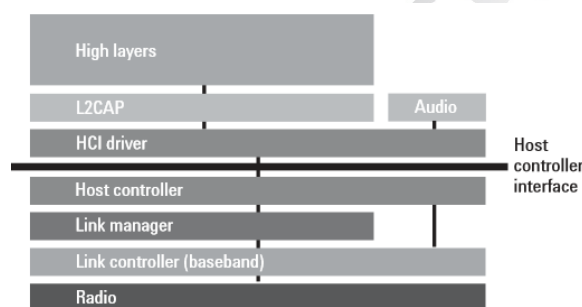 High layers
L2CAP
Audio
HCI driver
Host
controller
interface
Host controller
Link manager
Link controller (baseband)
Radio